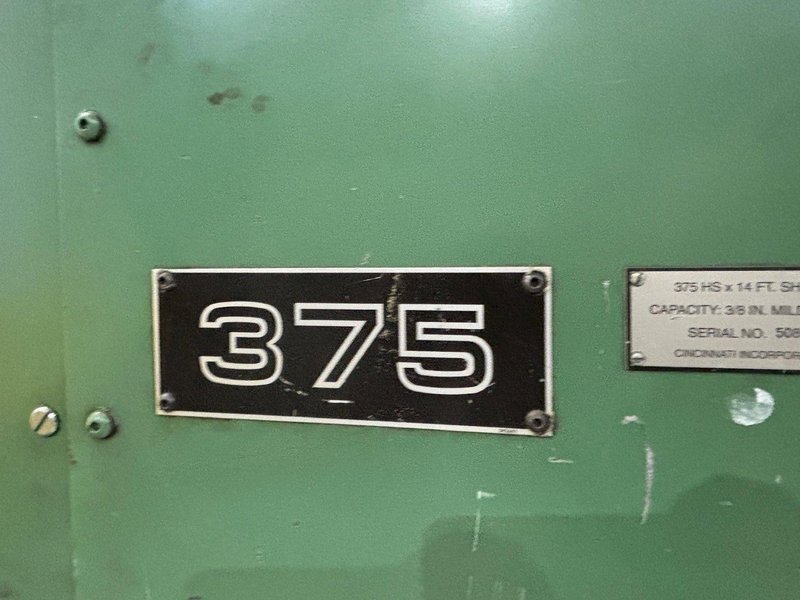 375
375 HS x 14 FT. SH
CAPACITY: 3/8 IN. MILD
SERIAL NO. 508
CINCINNATI INCORPOR